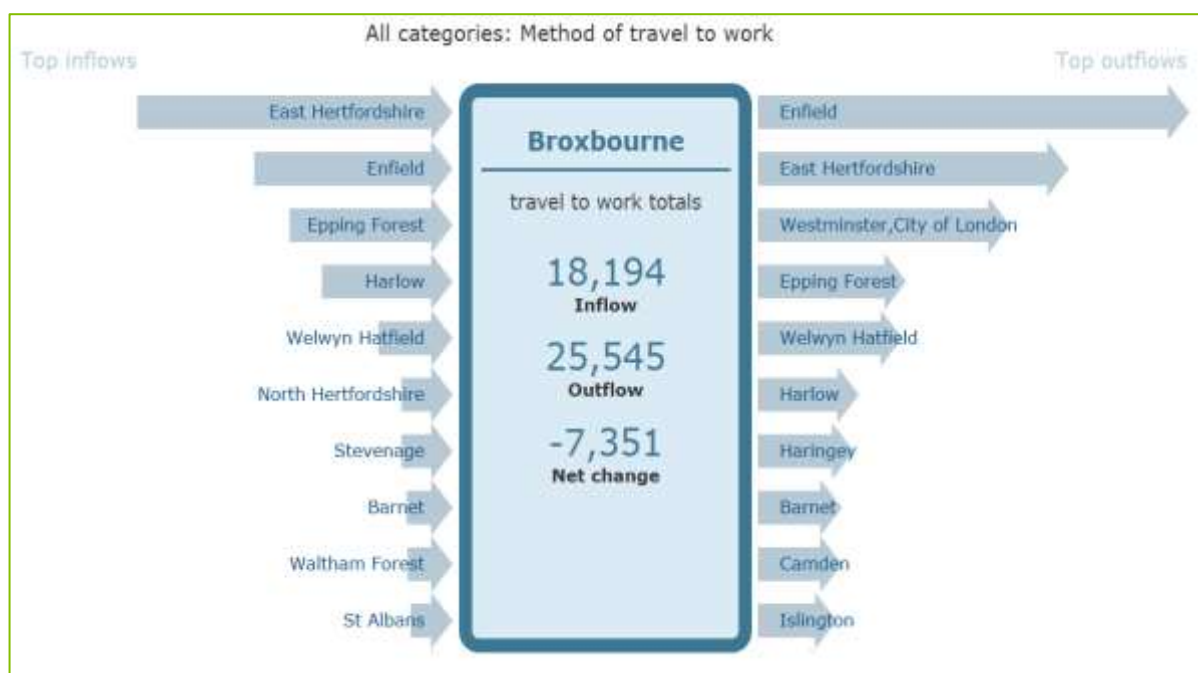 All categories: Method of travel to work
Top inflows
Top outflows
East Hertfordshire
Enfield
Epping Forest
Harlow
Welwyn Hatfield
North Hertfordshire
Stevenage
Barnet
Waltham Forest
St Albans
Broxbourne
travel to work totals
18,194
Inflow
25,545
Outflow
-7,351
Net change
Enfield
East Hertfordshire
Westminster,City of London
Epping Forest
Welwyn Hatfield
Harlow
Haringey
Barnet
Camden
Islington